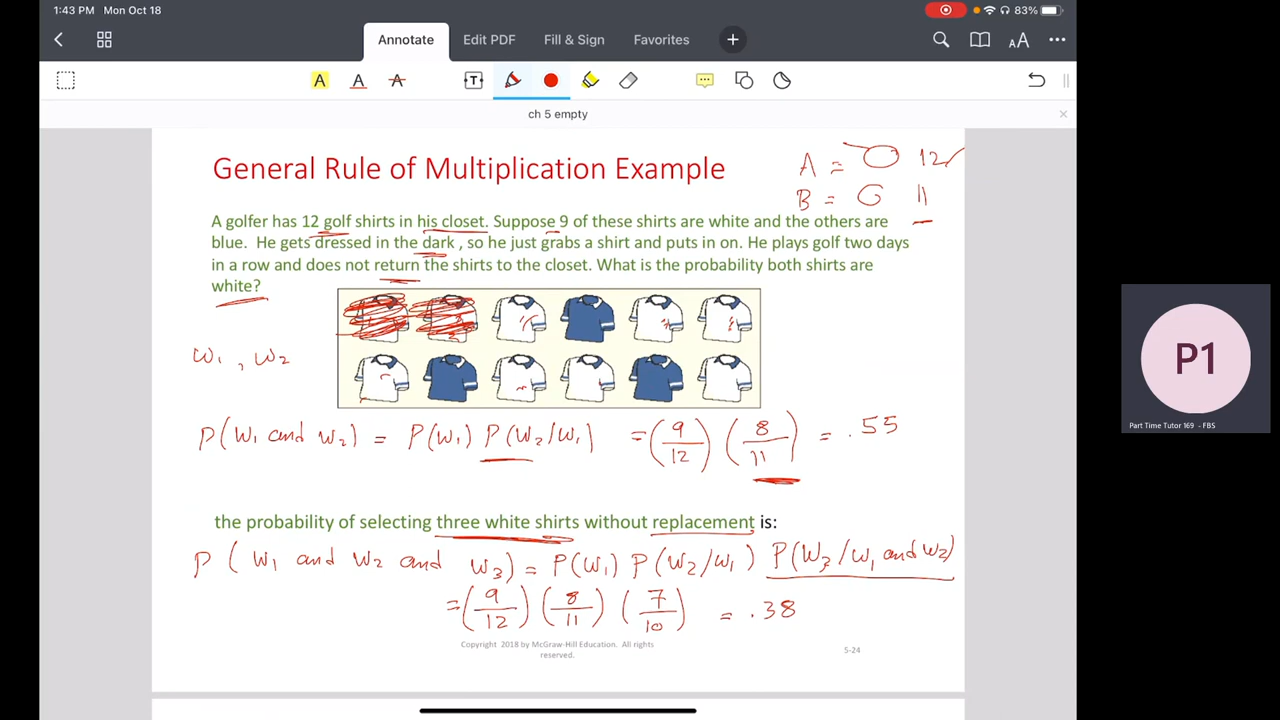 1:43 PM Mon Oct 18
83%
Annotate Edit PDF Fill & Sign Favorites
ch 5 empty
General Rule of Multiplication Example
A = 12
B = 11
A golfer has 12 golf shirts in his closet. Suppose 9 of these shirts are white and the others are
blue. He gets dressed in the dark , so he just grabs a shirt and puts in on. He plays golf two days
in a row and does not return the shirts to the closet. What is the probability both shirts are
white?
W1 , W2
P(W1 and W2) = P(W1) P(W2/W1) = (9/12) (8/11) = .55
the probability of selecting three white shirts without replacement is:
P ( W1 and W2 and W3) = P(W1) P(W2/W1) P(W3/W1 and W2)
= (9/12) (8/11) (7/10) = .38
Copyright 2018 by McGraw-Hill Education. All rights
reserved.
5-24
P1
Part Time Tutor 169 - FBS